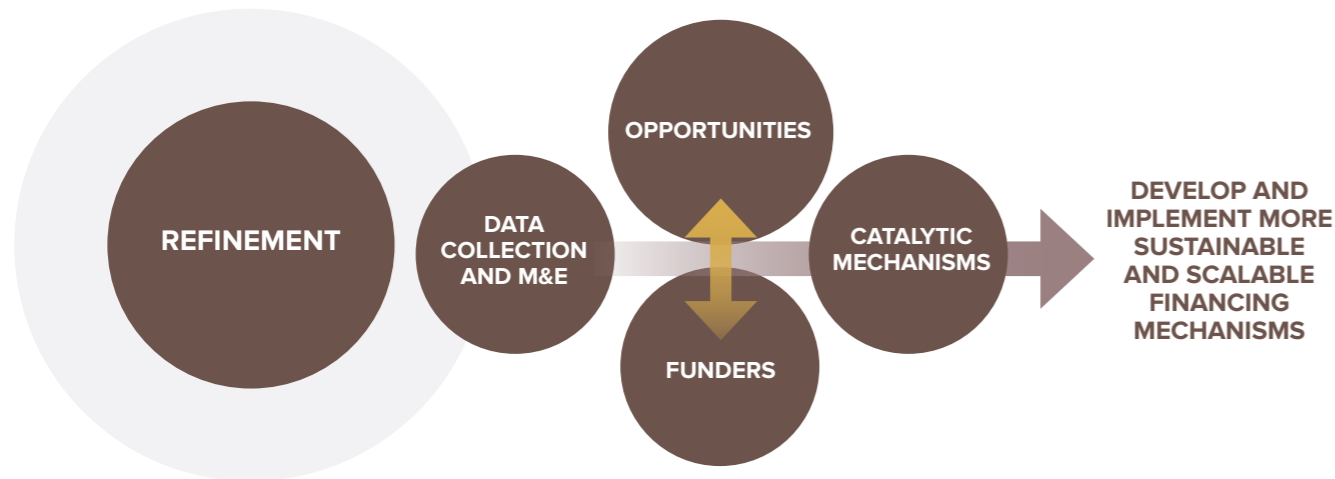 REFINEMENT
DATA
COLLECTION
AND M&E
OPPORTUNITIES
FUNDERS
CATALYTIC
MECHANISMS
DEVELOP AND
IMPLEMENT MORE
SUSTAINABLE
AND SCALABLE
FINANCING
MECHANISMS